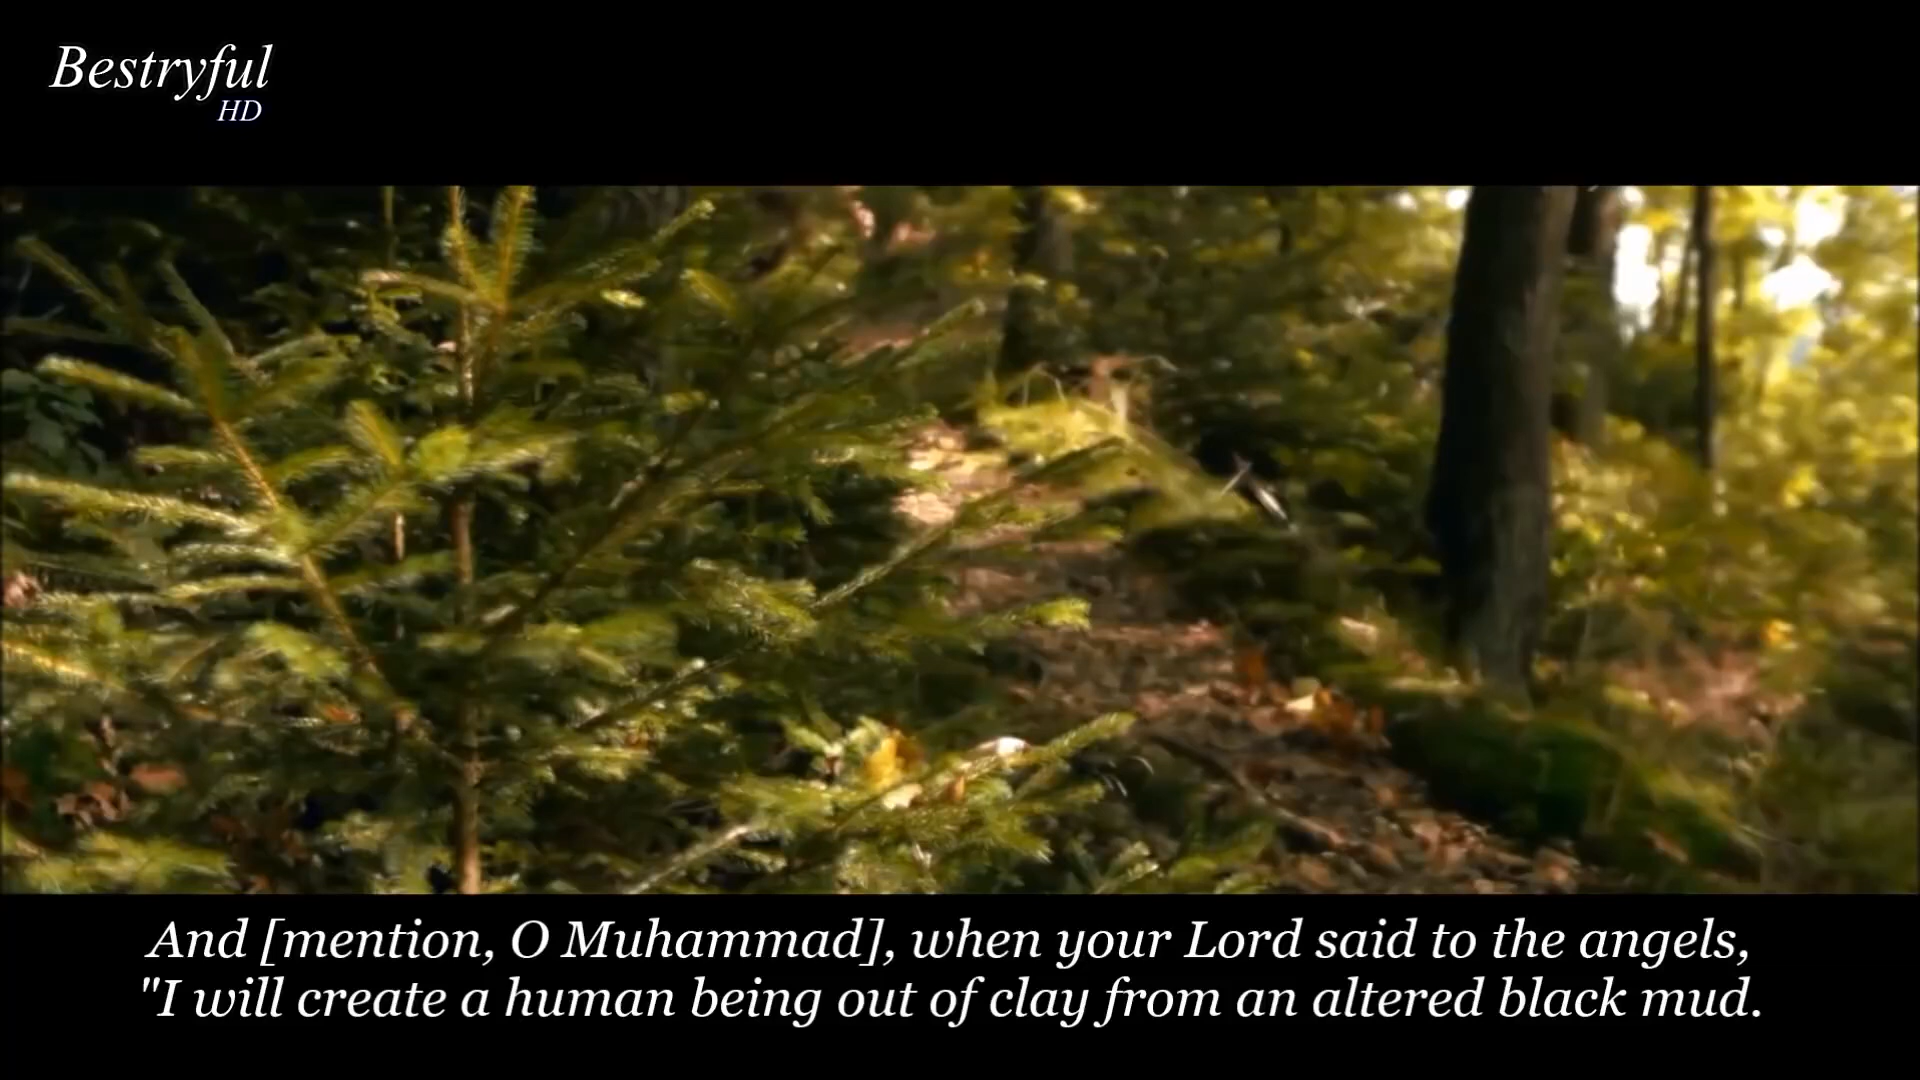 Bestryful
HD
And [mention, O Muhammad], when your Lord said to the angels,
"I will create a human being out of clay from an altered black mud.